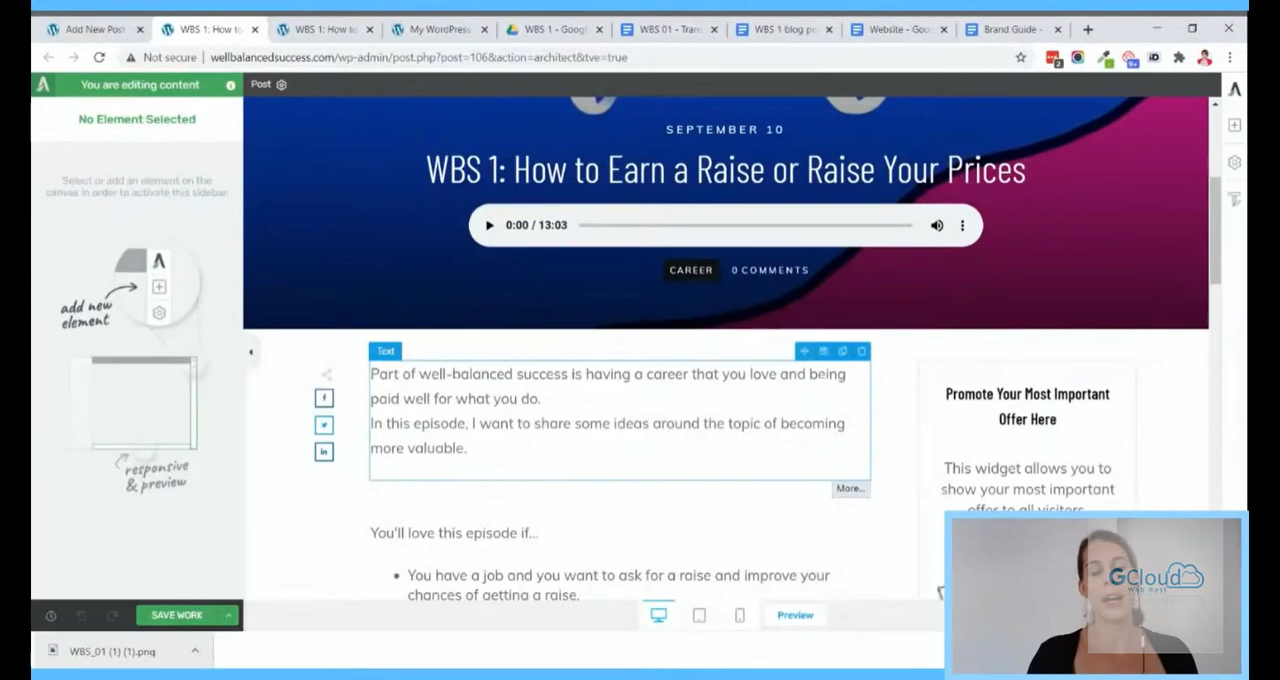 Add New Post
WBS 1: How to
WBS 1: How to
My WordPress
WBS 1 - Googl
WBS 01 - Tran
WBS 1 blog po
Website - Goo
Brand Guide -
Not secure
wellbalancedsuccess.com/wp-admin/post.php?post=106&action=architect&tve=true
2
9+
iD
You are editing content
Post
No Element Selected
Select or add an element on the
canvas in order to activate this sidebar.
add new
element
responsive
& preview
SAVE WORK
SEPTEMBER 10
WBS 1: How to Earn a Raise or Raise Your Prices
0:00 / 13:03
CAREER
0 COMMENTS
Text
Part of well-balanced success is having a career that you love and being
paid well for what you do.
In this episode, I want to share some ideas around the topic of becoming
more valuable.
More...
You'll love this episode if...
You have a job and you want to ask for a raise and improve your
chances of getting a raise.
Promote Your Most Important
Offer Here
This widget allows you to
show your most important
offer to all visitors
Preview
WBS_01 (1) (1).png
GCloud
Web Host